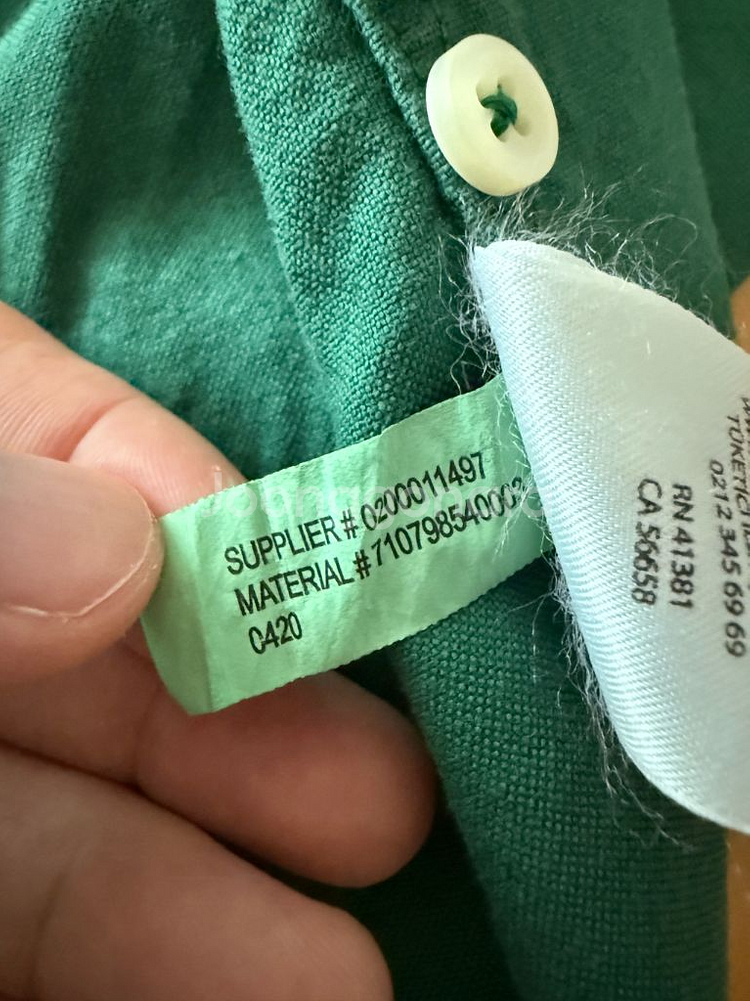 SUPPLIER # 0200011497
MATERIAL # 710798540002
0420
RN 41381
CA 56658
0212 345 69 69